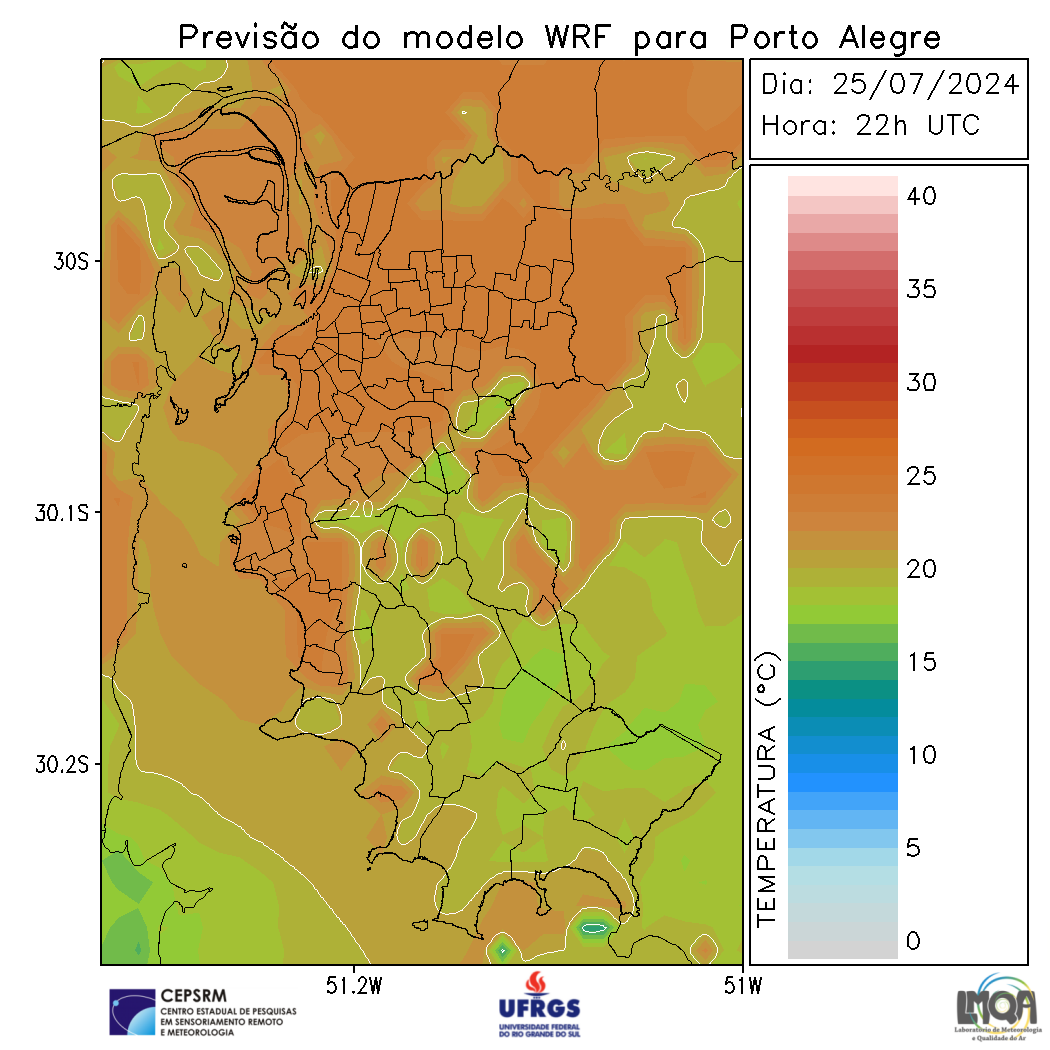 Previsão do modelo WRF para Porto Alegre
Dia: 25/07/2024
Hora: 22h UTC
40
35
30
25
20
15
10
5
0
TEMPERATURA (°C)
30S
30.1S
30.2S
20
51.2W
51W
CEPSRM
CENTRO ESTADUAL DE PESQUISAS
EM SENSORIAMENTO REMOTO
E METEOROLOGIA
UFRGS
UNIVERSIDADE FEDERAL
DO RIO GRANDE DO SUL
LMQA
Laboratório de Meteorologia
e Qualidade do Ar